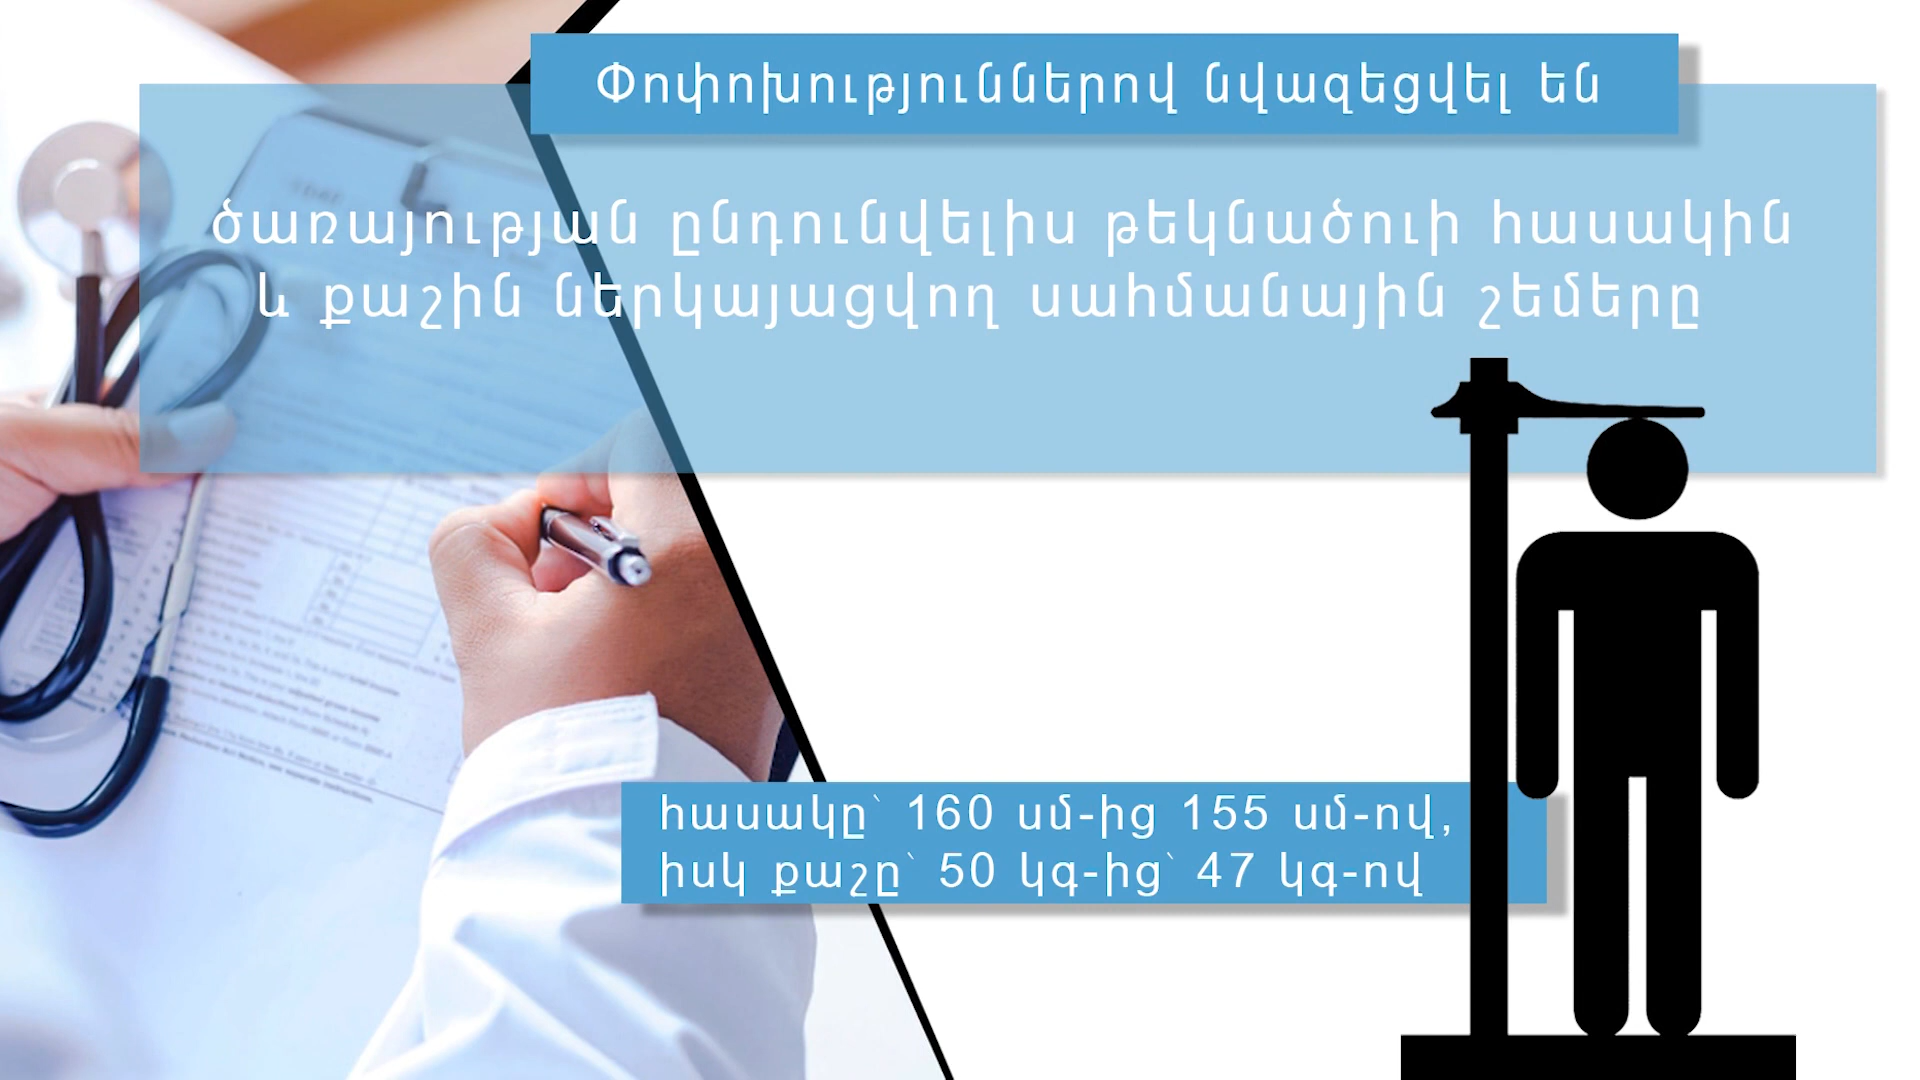 Փոփոխություններով նվազեցվել են
ծառայության ընդունվելիս թեկնածուի հասակին
և քաշին ներկայացվող սահմանային շեմերը
հասակը՝ 160 սմ-ից 155 սմ-ով,
իսկ քաշը՝ 50 կգ-ից՝ 47 կգ-ով